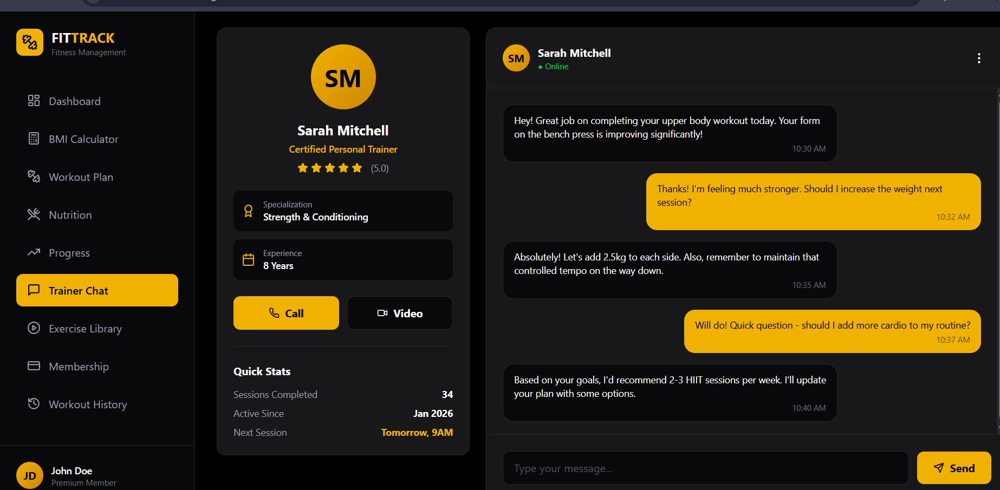 FITTRACK
Fitness Management
Dashboard
BMI Calculator
Workout Plan
Nutrition
Progress
Trainer Chat
Exercise Library
Membership
Workout History
JD
John Doe
Premium Member
SM
Sarah Mitchell
Certified Personal Trainer
(5.0)
Specialization
Strength & Conditioning
Experience
8 Years
Call
Video
Quick Stats
Sessions Completed 34
Active Since Jan 2026
Next Session Tomorrow, 9AM
SM
Sarah Mitchell
Online
Hey! Great job on completing your upper body workout today. Your form
on the bench press is improving significantly!
10:30 AM
Thanks! I'm feeling much stronger. Should I increase the weight next
session?
10:32 AM
Absolutely! Let's add 2.5kg to each side. Also, remember to maintain that
controlled tempo on the way down.
10:35 AM
Will do! Quick question - should I add more cardio to my routine?
10:37 AM
Based on your goals, I'd recommend 2-3 HIIT sessions per week. I'll update
your plan with some options.
10:40 AM
Type your message...
Send